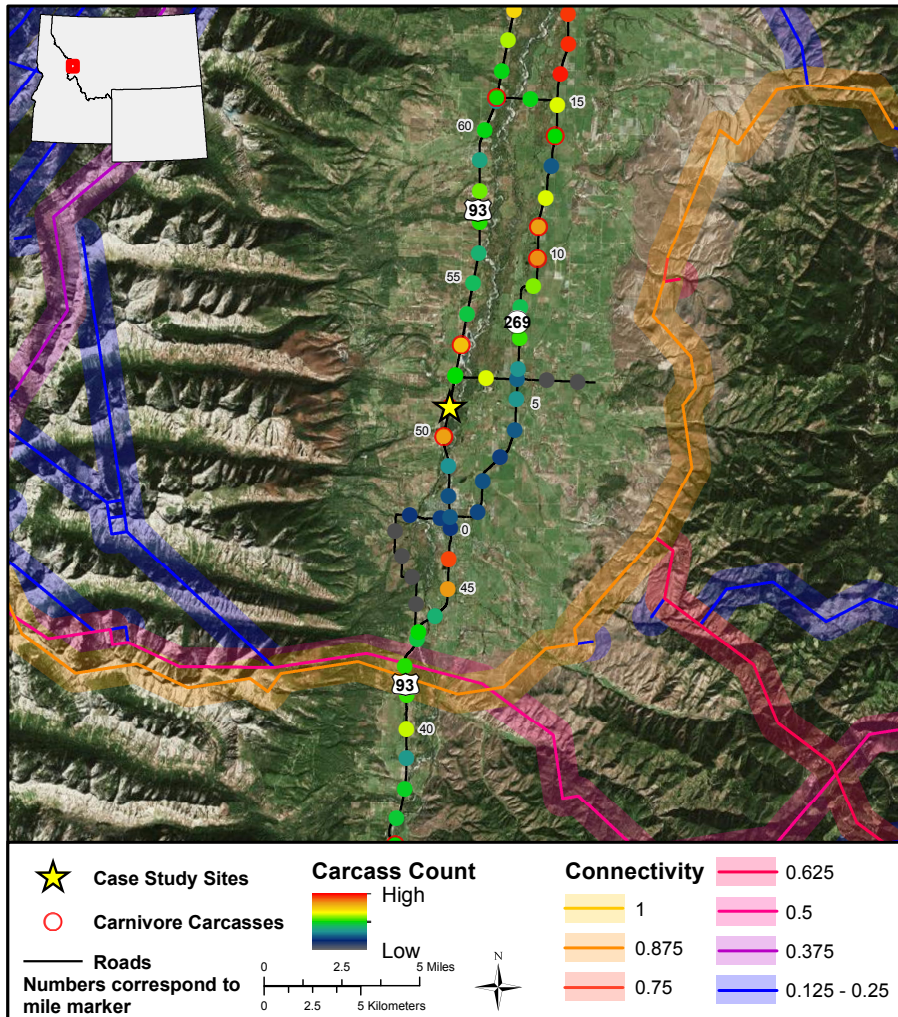 15
60
93
10
55
269
5
50
0
45
93
40
Case Study Sites
Carnivore Carcasses
Roads
Numbers correspond to
mile marker
Carcass Count
High
Low
0 2.5 5 Miles
0 2.5 5 Kilometers
N
Connectivity
1
0.875
0.75
0.625
0.5
0.375
0.125 - 0.25